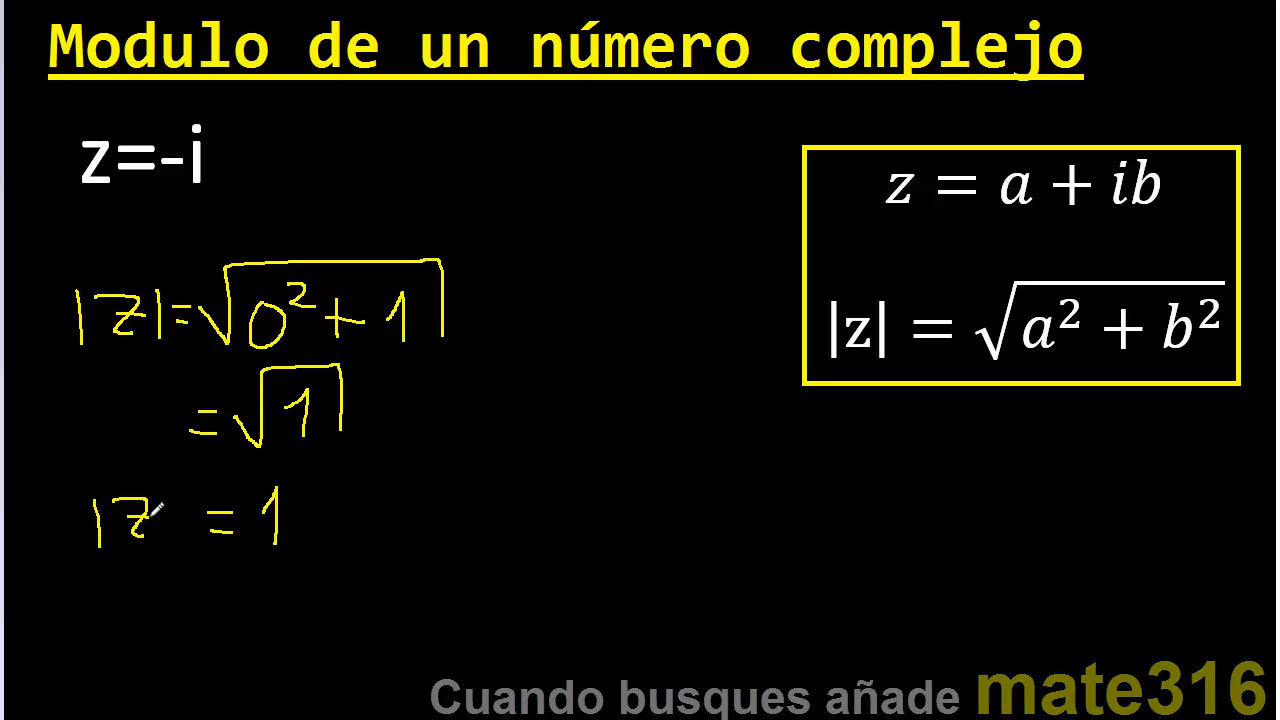 Modulo de un número complejo
z=-i
z = a + ib
|z| = √(a² + b²)
|z|=√(0²+1)
=√1
|z = 1
Cuando busques añade mate316